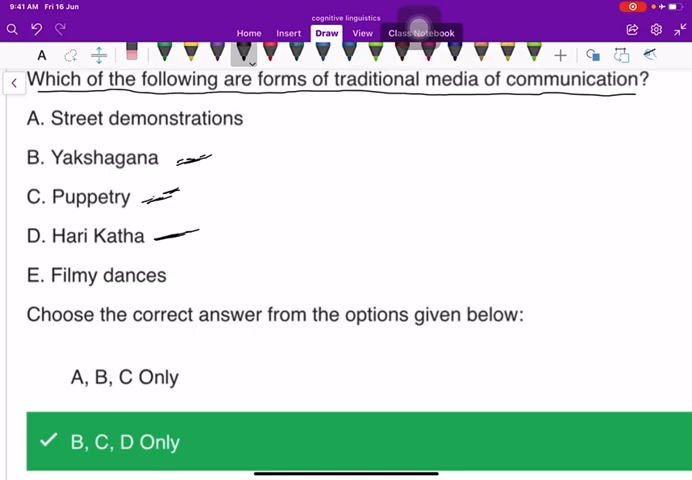 9:41 AM Fri 16 Jun
cognitive linguistics
Home Insert Draw View Class Notebook
A
Which of the following are forms of traditional media of communication?
A. Street demonstrations
B. Yakshagana
C. Puppetry
D. Hari Katha
E. Filmy dances
Choose the correct answer from the options given below:
A, B, C Only
B, C, D Only